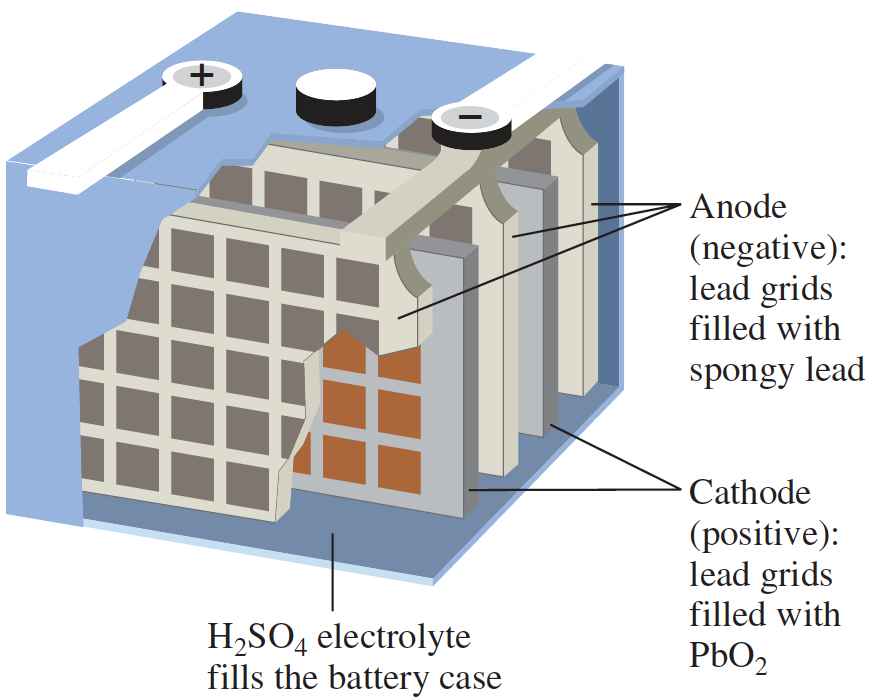 +
−
Anode
(negative):
lead grids
filled with
spongy lead
Cathode
(positive):
lead grids
filled with
PbO₂
H₂SO₄ electrolyte
fills the battery case